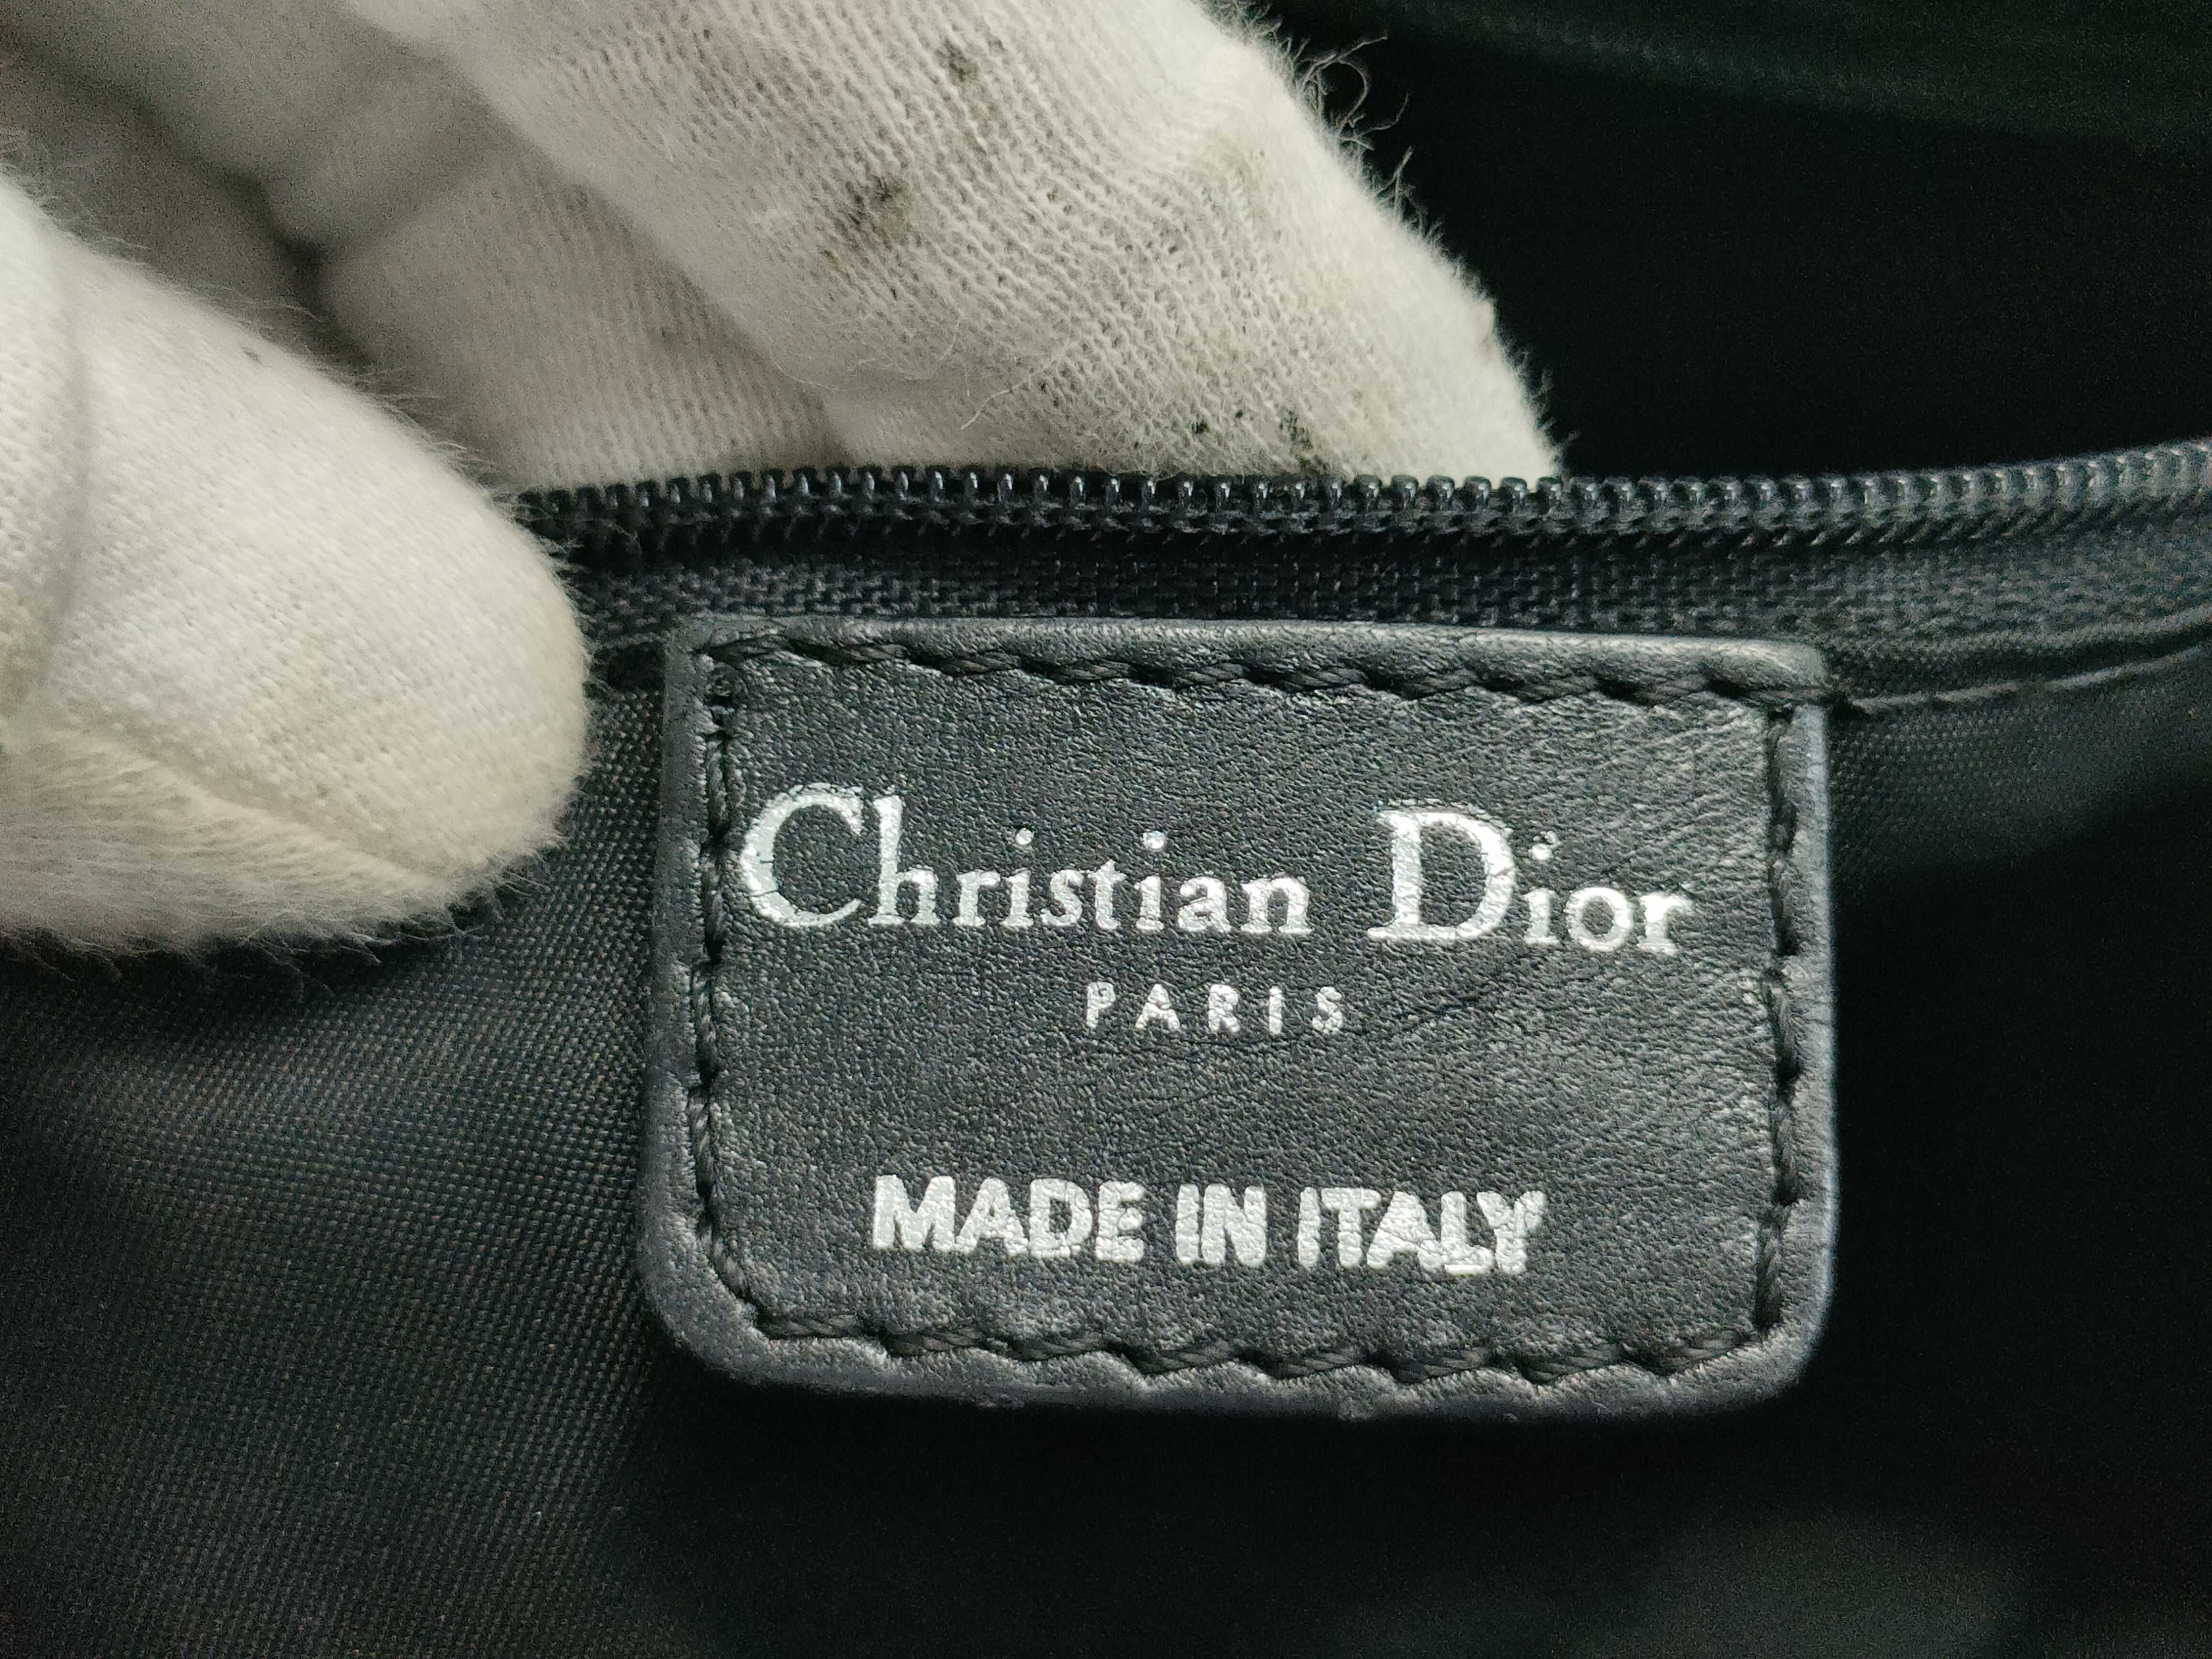 Christian Dior
PARIS
MADE IN ITALY